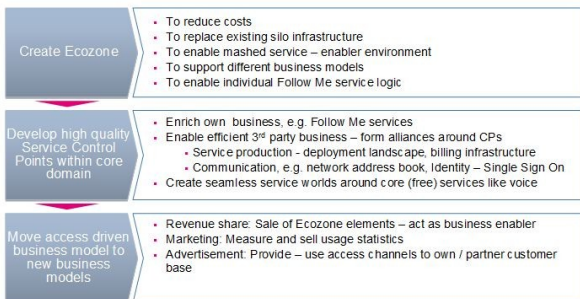 Create Ecozone
▪ To reduce costs
▪ To replace existing silo infrastructure
▪ To enable mashed service – enabler environment
▪ To support different business models
▪ To enable individual Follow Me service logic
Develop high quality
Service Control
Points within core
domain
▪ Enrich own business, e.g. Follow Me services
▪ Enable efficient 3rd party business – form alliances around CPs
▪ Service production - deployment landscape, billing infrastructure
▪ Communication, e.g. network address book, Identity – Single Sign On
▪ Create seamless service worlds around core (free) services like voice
Move access driven
business model to
new business
models
▪ Revenue share: Sale of Ecozone elements – act as business enabler
▪ Marketing: Measure and sell usage statistics
▪ Advertisement: Provide – use access channels to own / partner customer
base